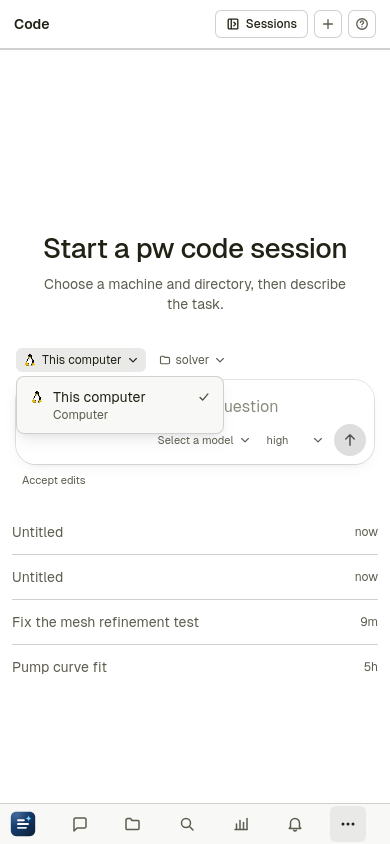 Code
Sessions
Start a pw code session
Choose a machine and directory, then describe
the task.
This computer
solver
This computer
Computer
uestion
Select a model
high
Accept edits
Untitled
now
Untitled
now
Fix the mesh refinement test
9m
Pump curve fit
5h